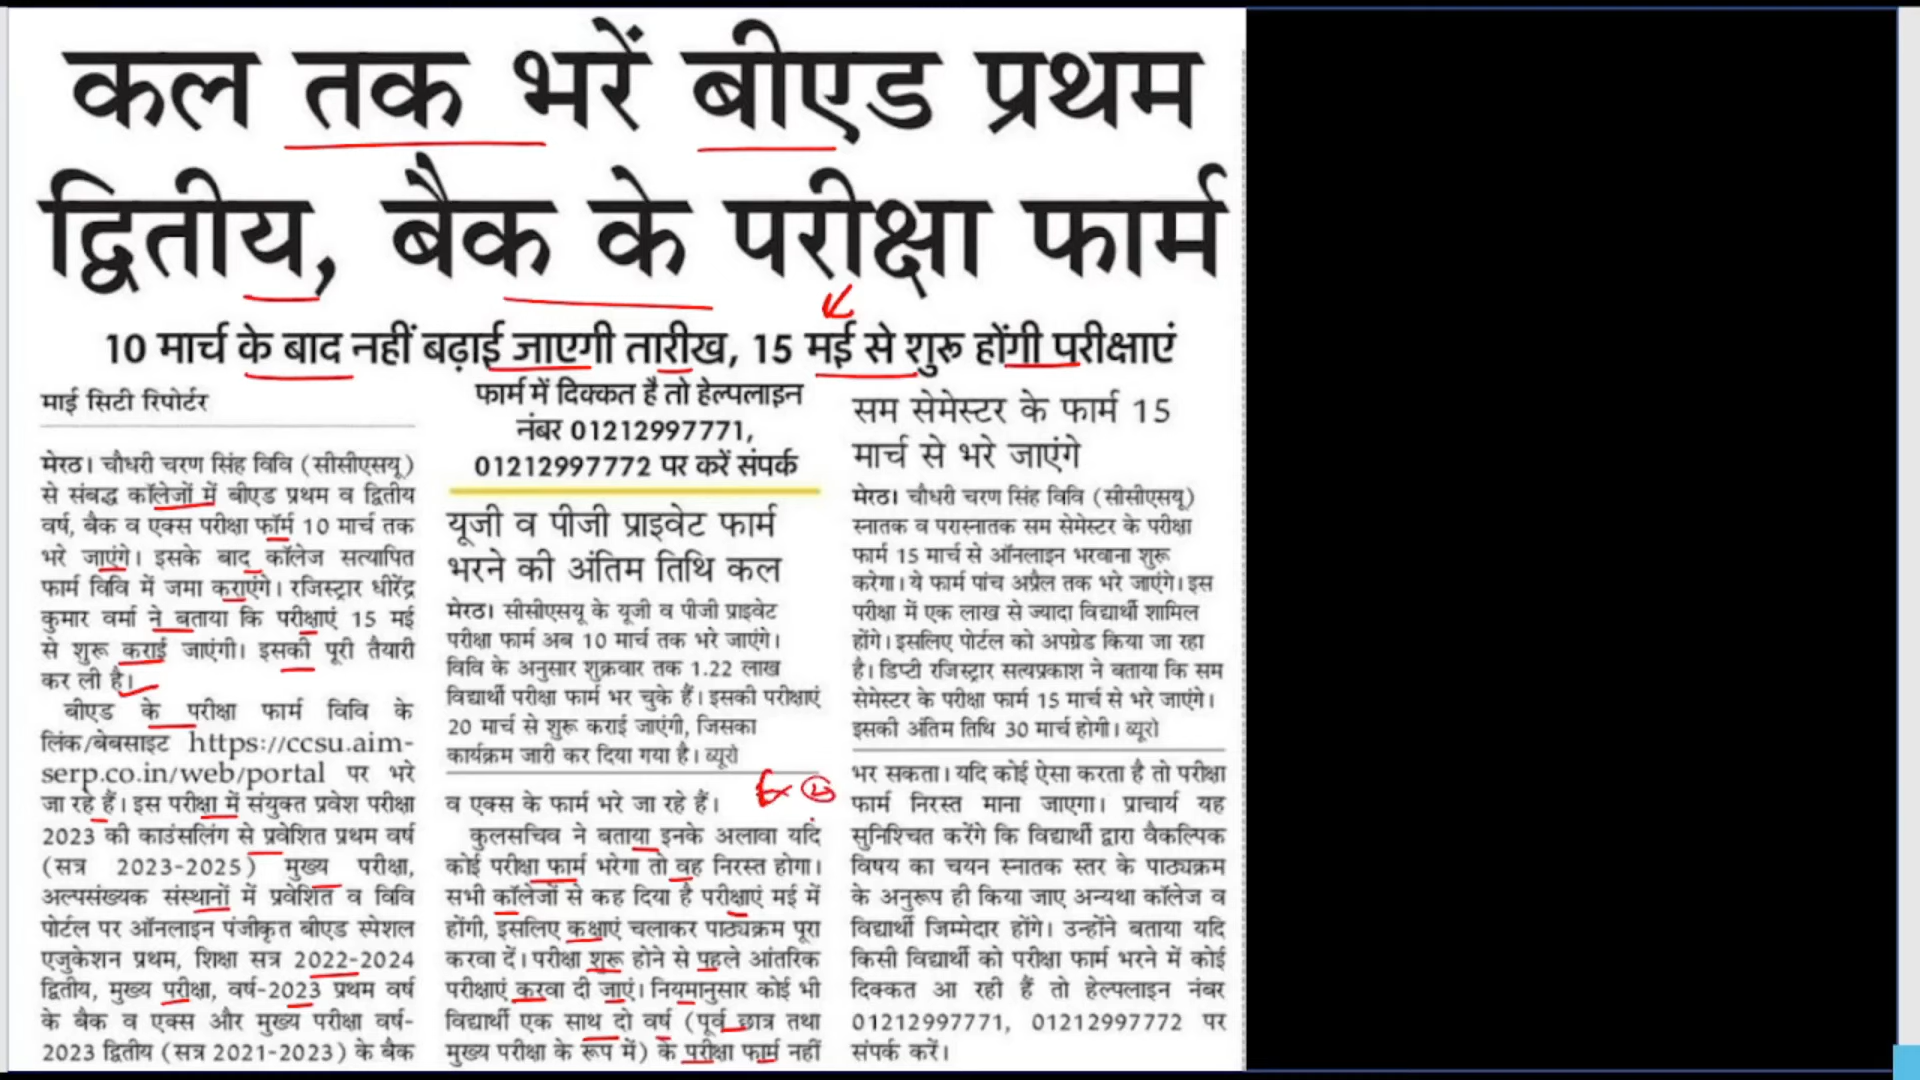 कल तक भरें बीएड प्रथम
द्वितीय, बैक के परीक्षा फार्म
10 मार्च के बाद नहीं बढ़ाई जाएगी तारीख, 15 मई से शुरू होंगी परीक्षाएं
माई सिटी रिपोर्टर
मेरठ। चौधरी चरण सिंह विवि (सीसीएसयू)
से संबद्ध कॉलेजों में बीएड प्रथम व द्वितीय
वर्ष, बैक व एक्स परीक्षा फॉर्म 10 मार्च तक
भरे जाएंगे। इसके बाद कॉलेज सत्यापित
फार्म विवि में जमा कराएंगे। रजिस्ट्रार धीरेंद्र
कुमार वर्मा ने बताया कि परीक्षाएं 15 मई
से शुरू कराई जाएंगी। इसकी पूरी तैयारी
कर ली है।
बीएड के परीक्षा फार्म विवि के
लिंक/बेबसाइट https://ccsu.aim-
serp.co.in/web/portal पर भरे
जा रहे हैं। इस परीक्षा में संयुक्त प्रवेश परीक्षा
2023 की काउंसलिंग से प्रवेशित प्रथम वर्ष
(सत्र 2023-2025) मुख्य परीक्षा,
अल्पसंख्यक संस्थानों में प्रवेशित व विवि
पोर्टल पर ऑनलाइन पंजीकृत बीएड स्पेशल
एजुकेशन प्रथम, शिक्षा सत्र 2022-2024
द्वितीय, मुख्य परीक्षा, वर्ष-2023 प्रथम वर्ष
के बैक व एक्स और मुख्य परीक्षा वर्ष-
2023 द्वितीय (सत्र 2021-2023) के बैक
फार्म में दिक्कत है तो हेल्पलाइन
नंबर 01212997771,
01212997772 पर करें संपर्क
यूजी व पीजी प्राइवेट फार्म
भरने की अंतिम तिथि कल
मेरठ। सीसीएसयू के यूजी व पीजी प्राइवेट
परीक्षा फार्म अब 10 मार्च तक भरे जाएंगे।
विवि के अनुसार शुक्रवार तक 1.22 लाख
विद्यार्थी परीक्षा फार्म भर चुके हैं। इसकी परीक्षाएं
20 मार्च से शुरू कराई जाएंगी, जिसका
कार्यक्रम जारी कर दिया गया है। ब्यूरो
व एक्स के फार्म भरे जा रहे हैं।
कुलसचिव ने बताया इनके अलावा यदि
कोई परीक्षा फार्म भरेगा तो वह निरस्त होगा।
सभी कॉलेजों से कह दिया है परीक्षाएं मई में
होंगी, इसलिए कक्षाएं चलाकर पाठ्यक्रम पूरा
करवा दें। परीक्षा शुरू होने से पहले आंतरिक
परीक्षाएं करवा दी जाएं। नियमानुसार कोई भी
विद्यार्थी एक साथ दो वर्ष (पूर्व छात्र तथा
मुख्य परीक्षा के रूप में) के परीक्षा फार्म नहीं
सम सेमेस्टर के फार्म 15
मार्च से भरे जाएंगे
मेरठ। चौधरी चरण सिंह विवि (सीसीएसयू)
स्नातक व परास्नातक सम सेमेस्टर के परीक्षा
फार्म 15 मार्च से ऑनलाइन भरवाना शुरू
करेगा। ये फार्म पांच अप्रैल तक भरे जाएंगे। इस
परीक्षा में एक लाख से ज्यादा विद्यार्थी शामिल
होंगे। इसलिए पोर्टल को अपग्रेड किया जा रहा
है। डिप्टी रजिस्ट्रार सत्यप्रकाश ने बताया कि सम
सेमेस्टर के परीक्षा फार्म 15 मार्च से भरे जाएंगे।
इसकी अंतिम तिथि 30 मार्च होगी। ब्यूरो
भर सकता। यदि कोई ऐसा करता है तो परीक्षा
फार्म निरस्त माना जाएगा। प्राचार्य यह
सुनिश्चित करेंगे कि विद्यार्थी द्वारा वैकल्पिक
विषय का चयन स्नातक स्तर के पाठ्यक्रम
के अनुरूप ही किया जाए अन्यथा कॉलेज व
विद्यार्थी जिम्मेदार होंगे। उन्होंने बताया यदि
किसी विद्यार्थी को परीक्षा फार्म भरने में कोई
दिक्कत आ रही हैं तो हेल्पलाइन नंबर
01212997771, 01212997772 पर
संपर्क करें।